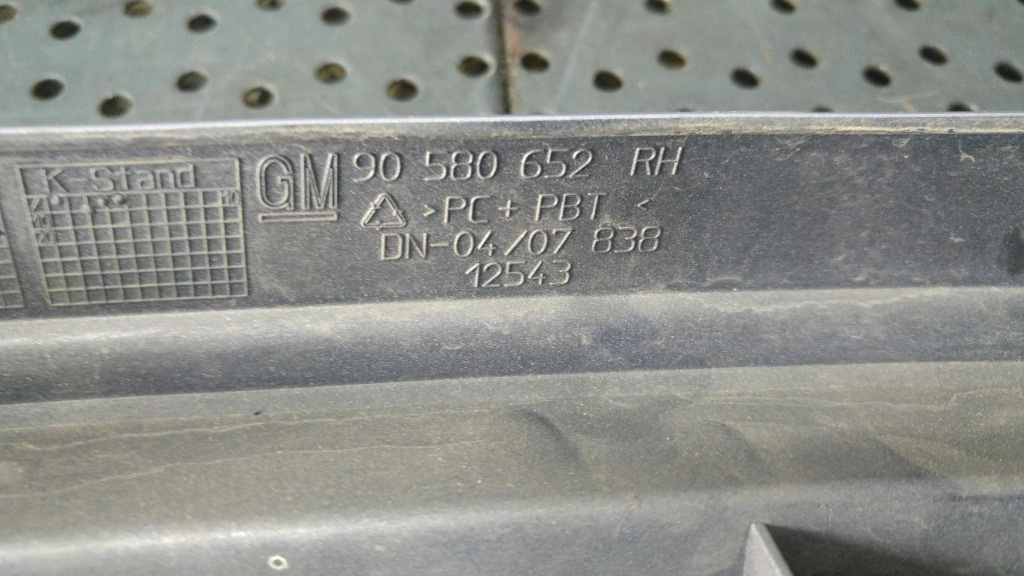 K-Stand
GM 90 580 652 RH
>PC + PBT <
DN-04/07 838
12543